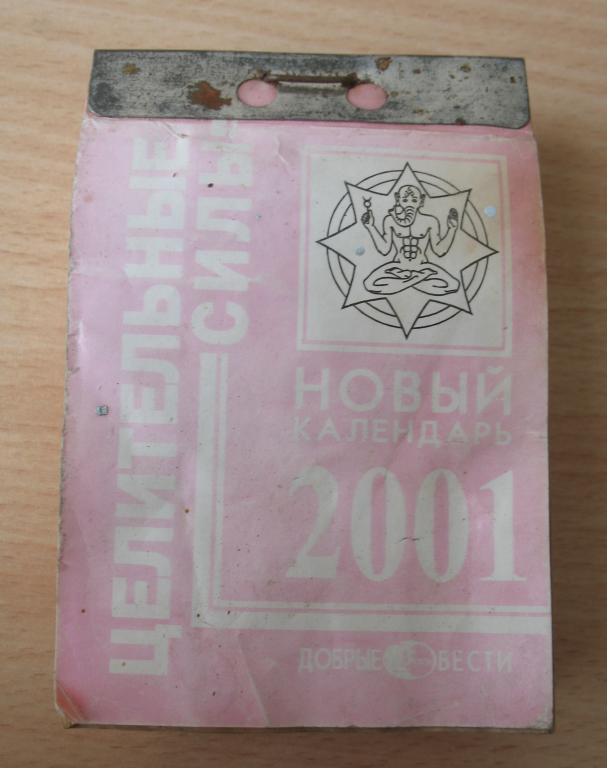 ЦЕЛИТЕЛЬНЫЕ
СИЛЫ
НОВЫЙ
КАЛЕНДАРЬ
2001
ДОБРЫЕ ВЕСТИ